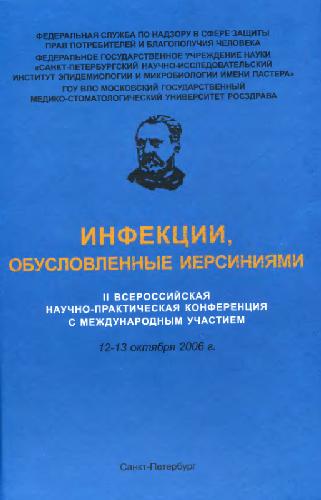 ФЕДЕРАЛЬНАЯ СЛУЖБА ПО НАДЗОРУ В СФЕРЕ ЗАЩИТЫ
ПРАВ ПОТРЕБИТЕЛЕЙ И БЛАГОПОЛУЧИЯ ЧЕЛОВЕКА
ФЕДЕРАЛЬНОЕ ГОСУДАРСТВЕННОЕ УЧРЕЖДЕНИЕ НАУКИ
«САНКТ-ПЕТЕРБУРГСКИЙ НАУЧНО-ИССЛЕДОВАТЕЛЬСКИЙ
ИНСТИТУТ ЭПИДЕМИОЛОГИИ И МИКРОБИОЛОГИИ ИМЕНИ ПАСТЕРА»
ГОУ ВПО МОСКОВСКИЙ ГОСУДАРСТВЕННЫЙ
МЕДИКО-СТОМАТОЛОГИЧЕСКИЙ УНИВЕРСИТЕТ РОСЗДРАВА
ИНФЕКЦИИ,
ОБУСЛОВЛЕННЫЕ ИЕРСИНИЯМИ
II ВСЕРОССИЙСКАЯ
НАУЧНО-ПРАКТИЧЕСКАЯ КОНФЕРЕНЦИЯ
С МЕЖДУНАРОДНЫМ УЧАСТИЕМ
12-13 октября 2006 г.
Санкт-Петербург